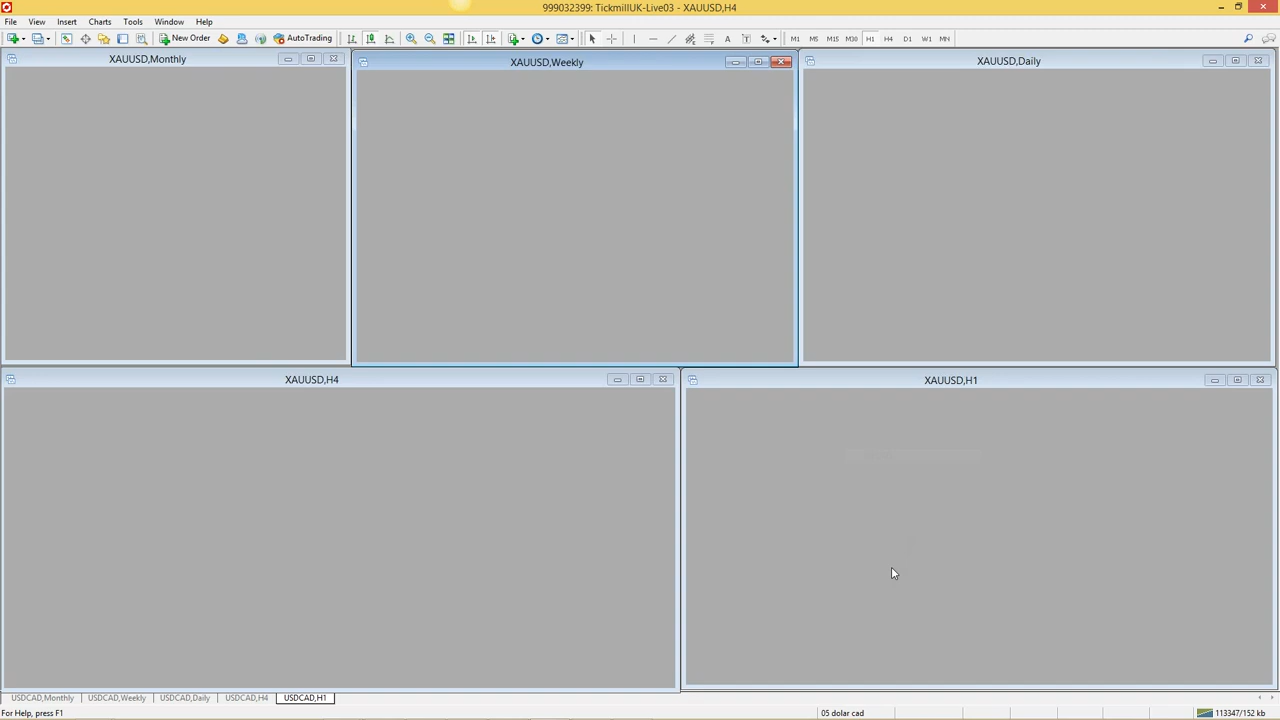 999032399: TickmillUK-Live03 - XAUUSD,H4
File View Insert Charts Tools Window Help
New Order AutoTrading A T M1 M5 M15 M30 H1 H4 D1 W1 MN
XAUUSD,Monthly
XAUUSD,Weekly
XAUUSD,Daily
XAUUSD,H4
XAUUSD,H1
USDCAD,Monthly USDCAD,Weekly USDCAD,Daily USDCAD,H4 USDCAD,H1
For Help, press F1
05 dolar cad
113347/152 kb